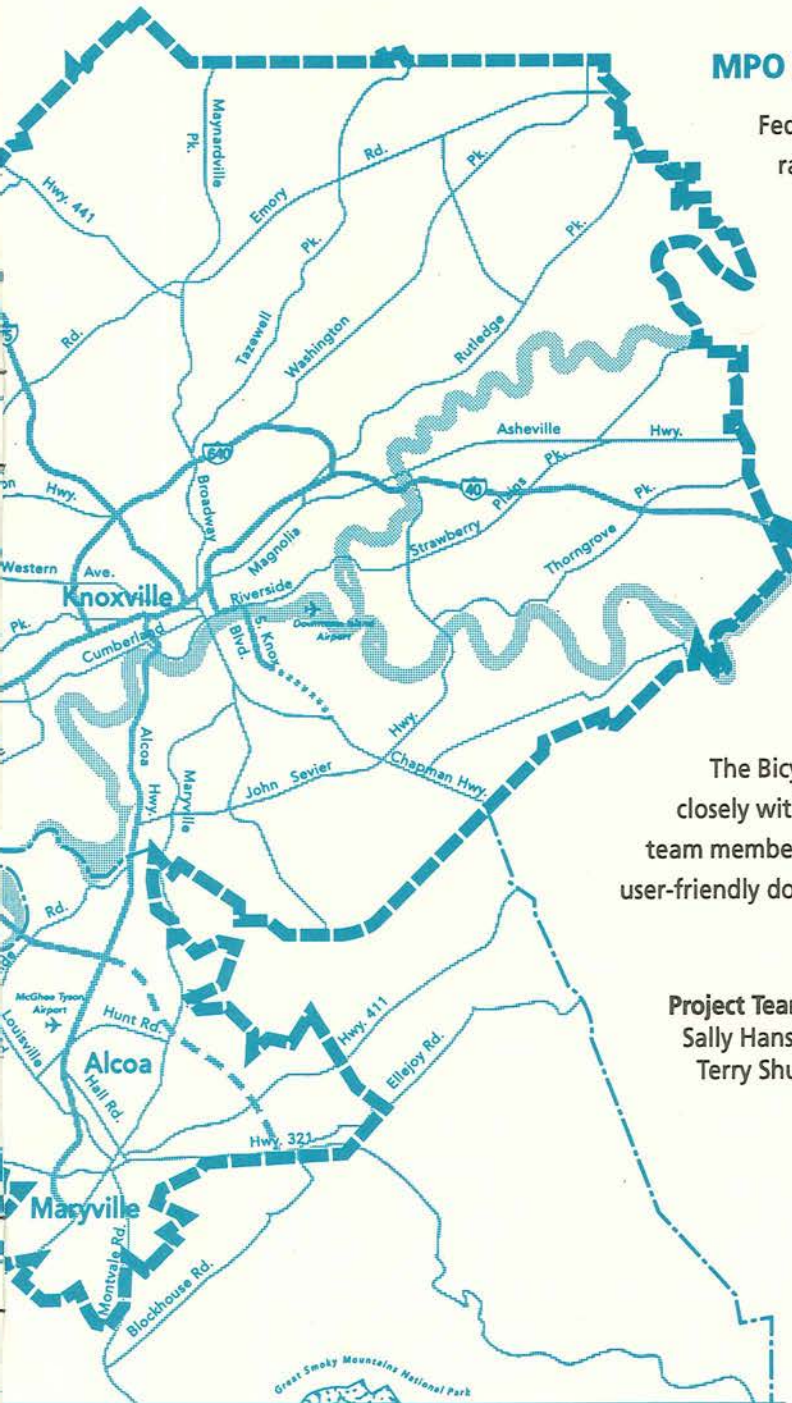 MPO
Fed
ra
Maynardville
Pk.
Hwy. 441
Emory
Rd.
Pk.
Pk.
Pk.
Rd.
Tazewell
Washington
Rutledge
Asheville
Hwy.
640
40
Broadway
Hwy.
Pk.
Plains
Pk.
Strawberry
Magnolia
Thorngrove
Western
Ave.
Knoxville
Riverside
Downtown Island
Airport
Pk.
Cumberland
S. Knox
Blvd.
Alcoa
Hwy.
Maryville
Hwy.
John Sevier
Chapman Hwy.
The Bicy
closely wit
team membe
user-friendly do
Rd.
McGhee Tyson
Airport
Louisville
Hunt Rd.
Alcoa
Hall Rd.
Hwy. 411
Ellejoy Rd.
Project Tear
Sally Hans
Terry Shu
Hwy. 321
Maryville
Montvale Rd.
Blockhouse Rd.
Great Smoky Mountains National Park